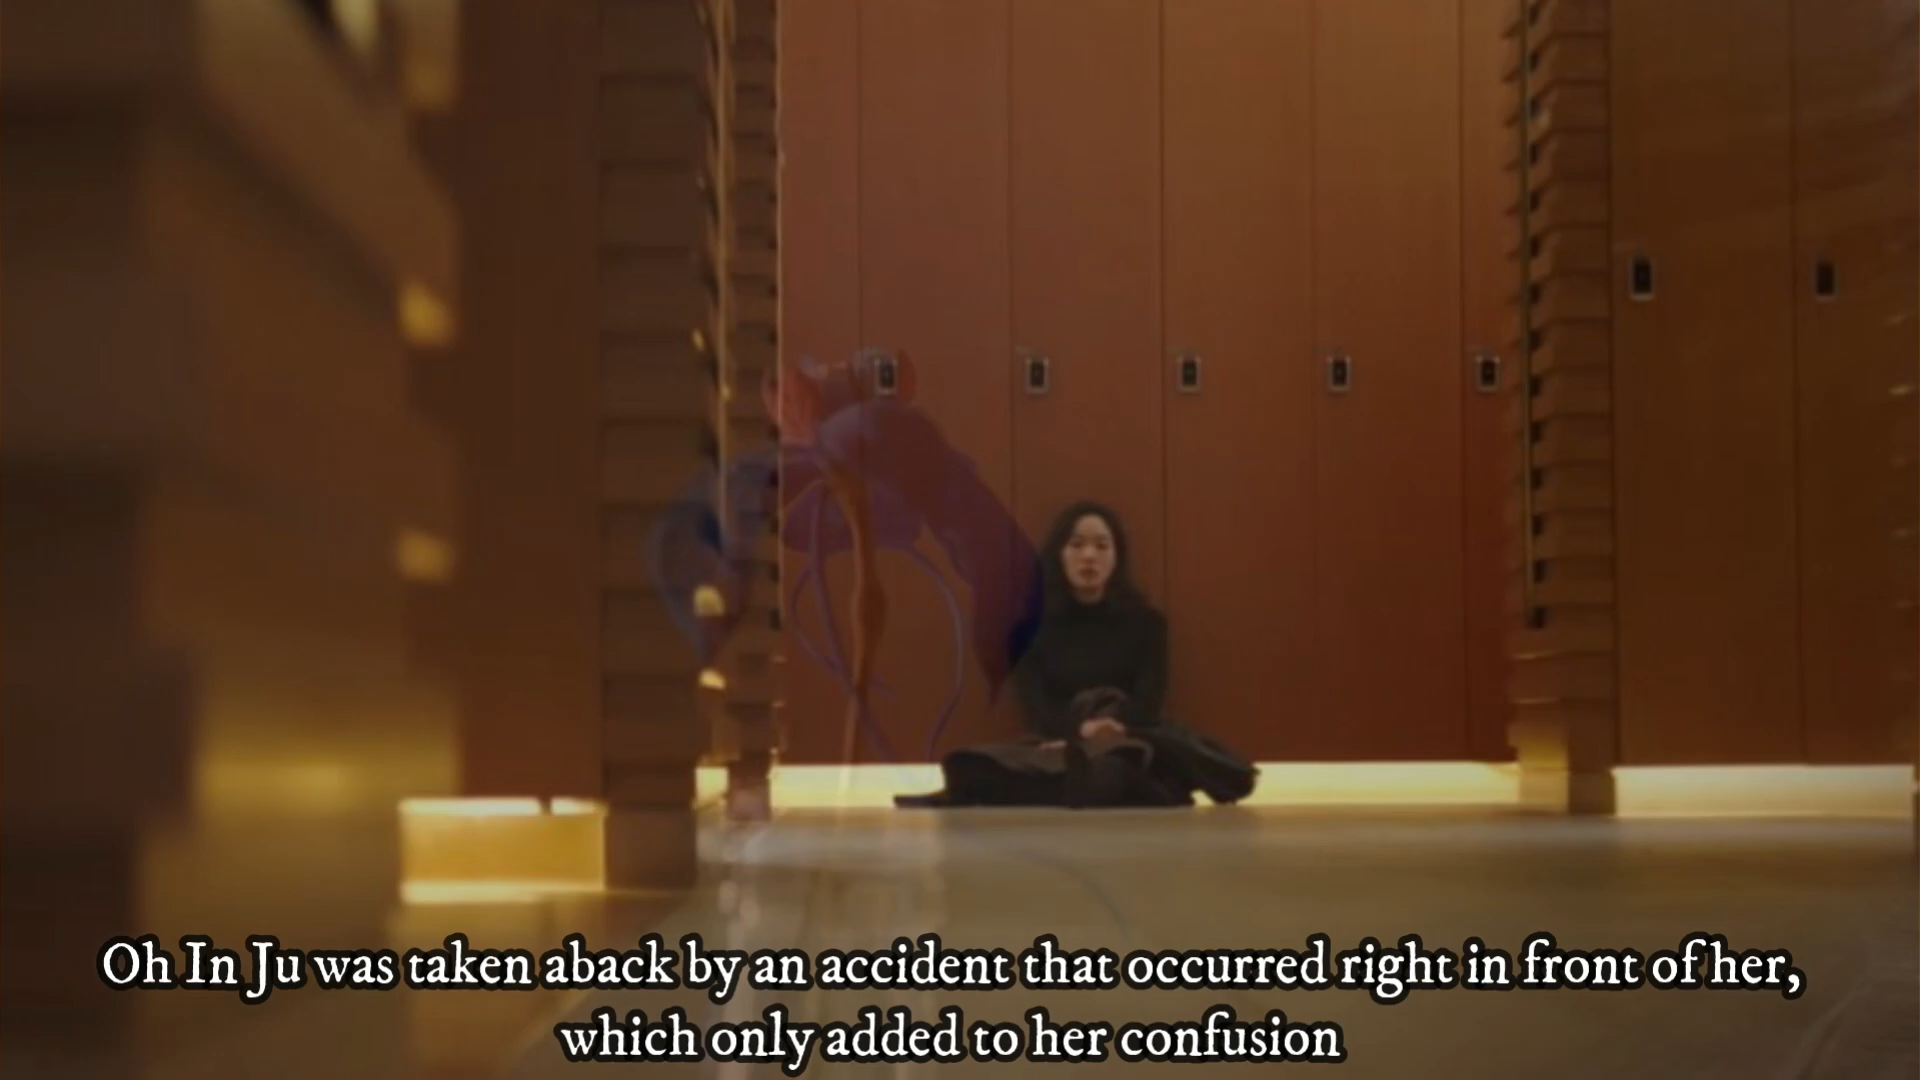 Oh In Ju was taken aback by an accident that occurred right in front of her,
which only added to her confusion